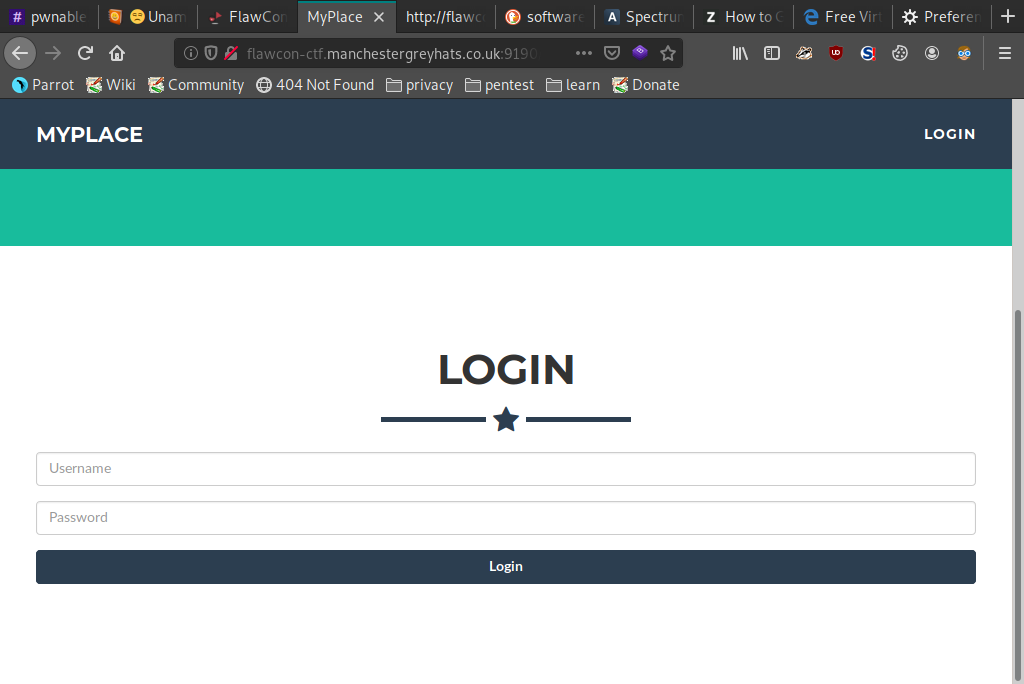 # pwnable Unam FlawCon MyPlace http://flawc software Spectrum How to Free Virt Preferen
flawcon-ctf.manchestergreyhats.co.uk:9190
Parrot Wiki Community 404 Not Found privacy pentest learn Donate
MYPLACE LOGIN
LOGIN
Username
Password
Login